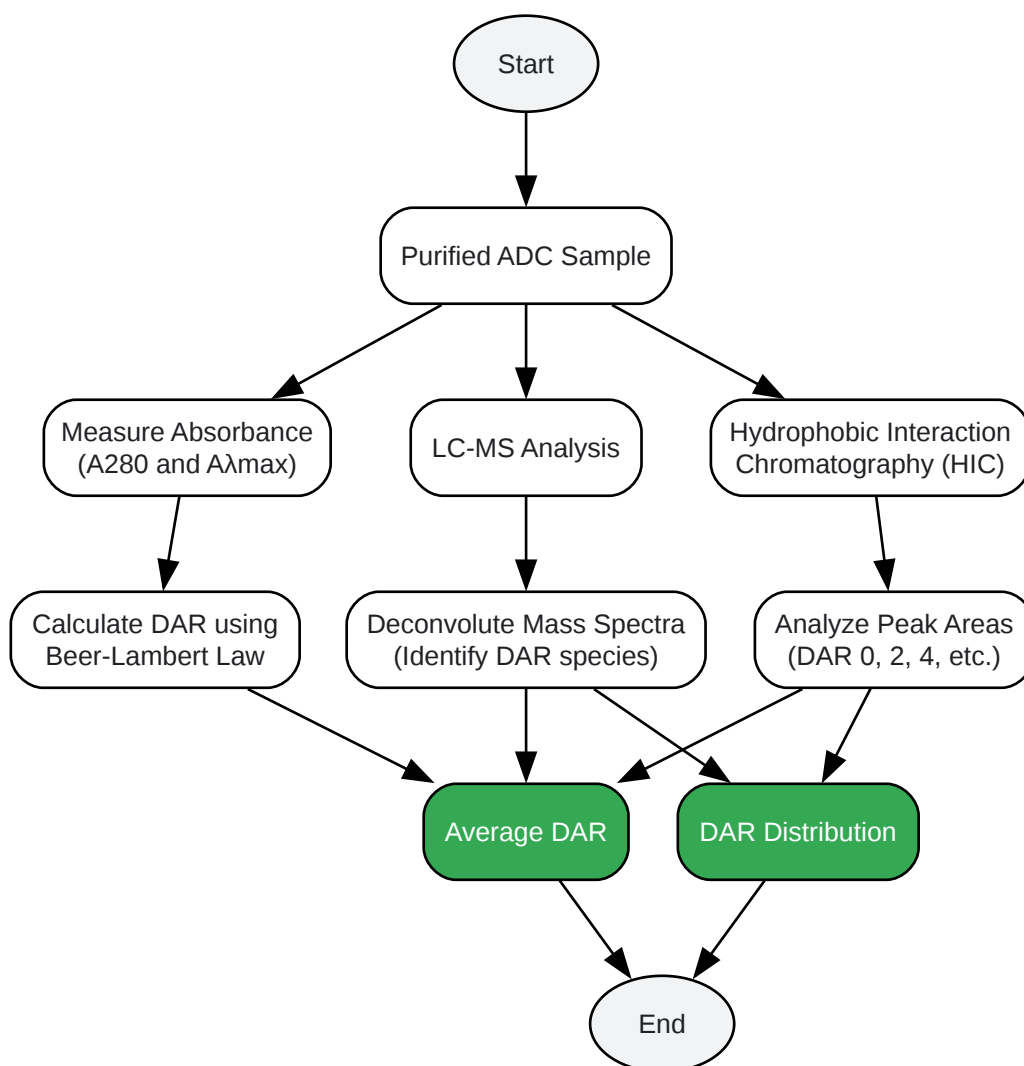 Start
Purified ADC Sample
Measure Absorbance
(A280 and Aλmax)
LC-MS Analysis
Hydrophobic Interaction
Chromatography (HIC)
Calculate DAR using
Beer-Lambert Law
Deconvolute Mass Spectra
(Identify DAR species)
Analyze Peak Areas
(DAR 0, 2, 4, etc.)
Average DAR
DAR Distribution
End